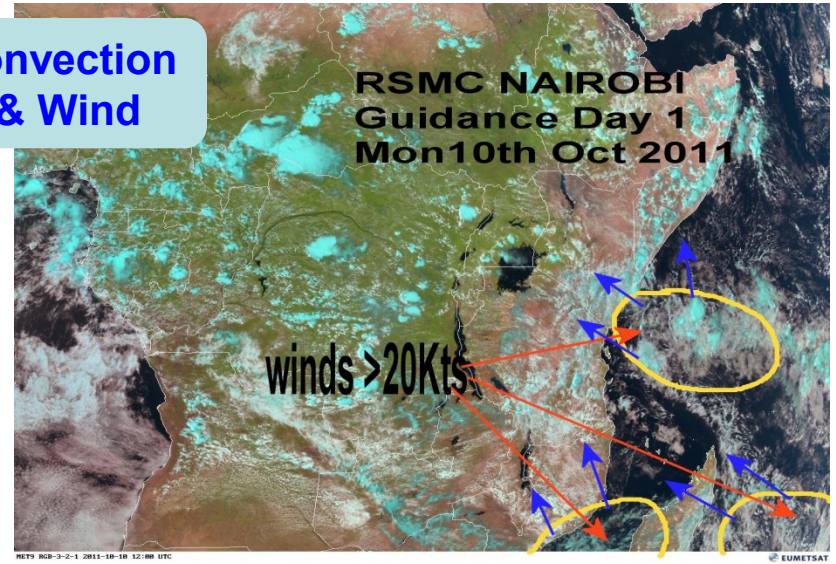 onvection
& Wind
RSMC NAIROBI
Guidance Day 1
Mon10th Oct 2011
winds >20Kts
MET9 RGB-3-2-1 2011-10-10 12:00 UTC
EUMETSAT